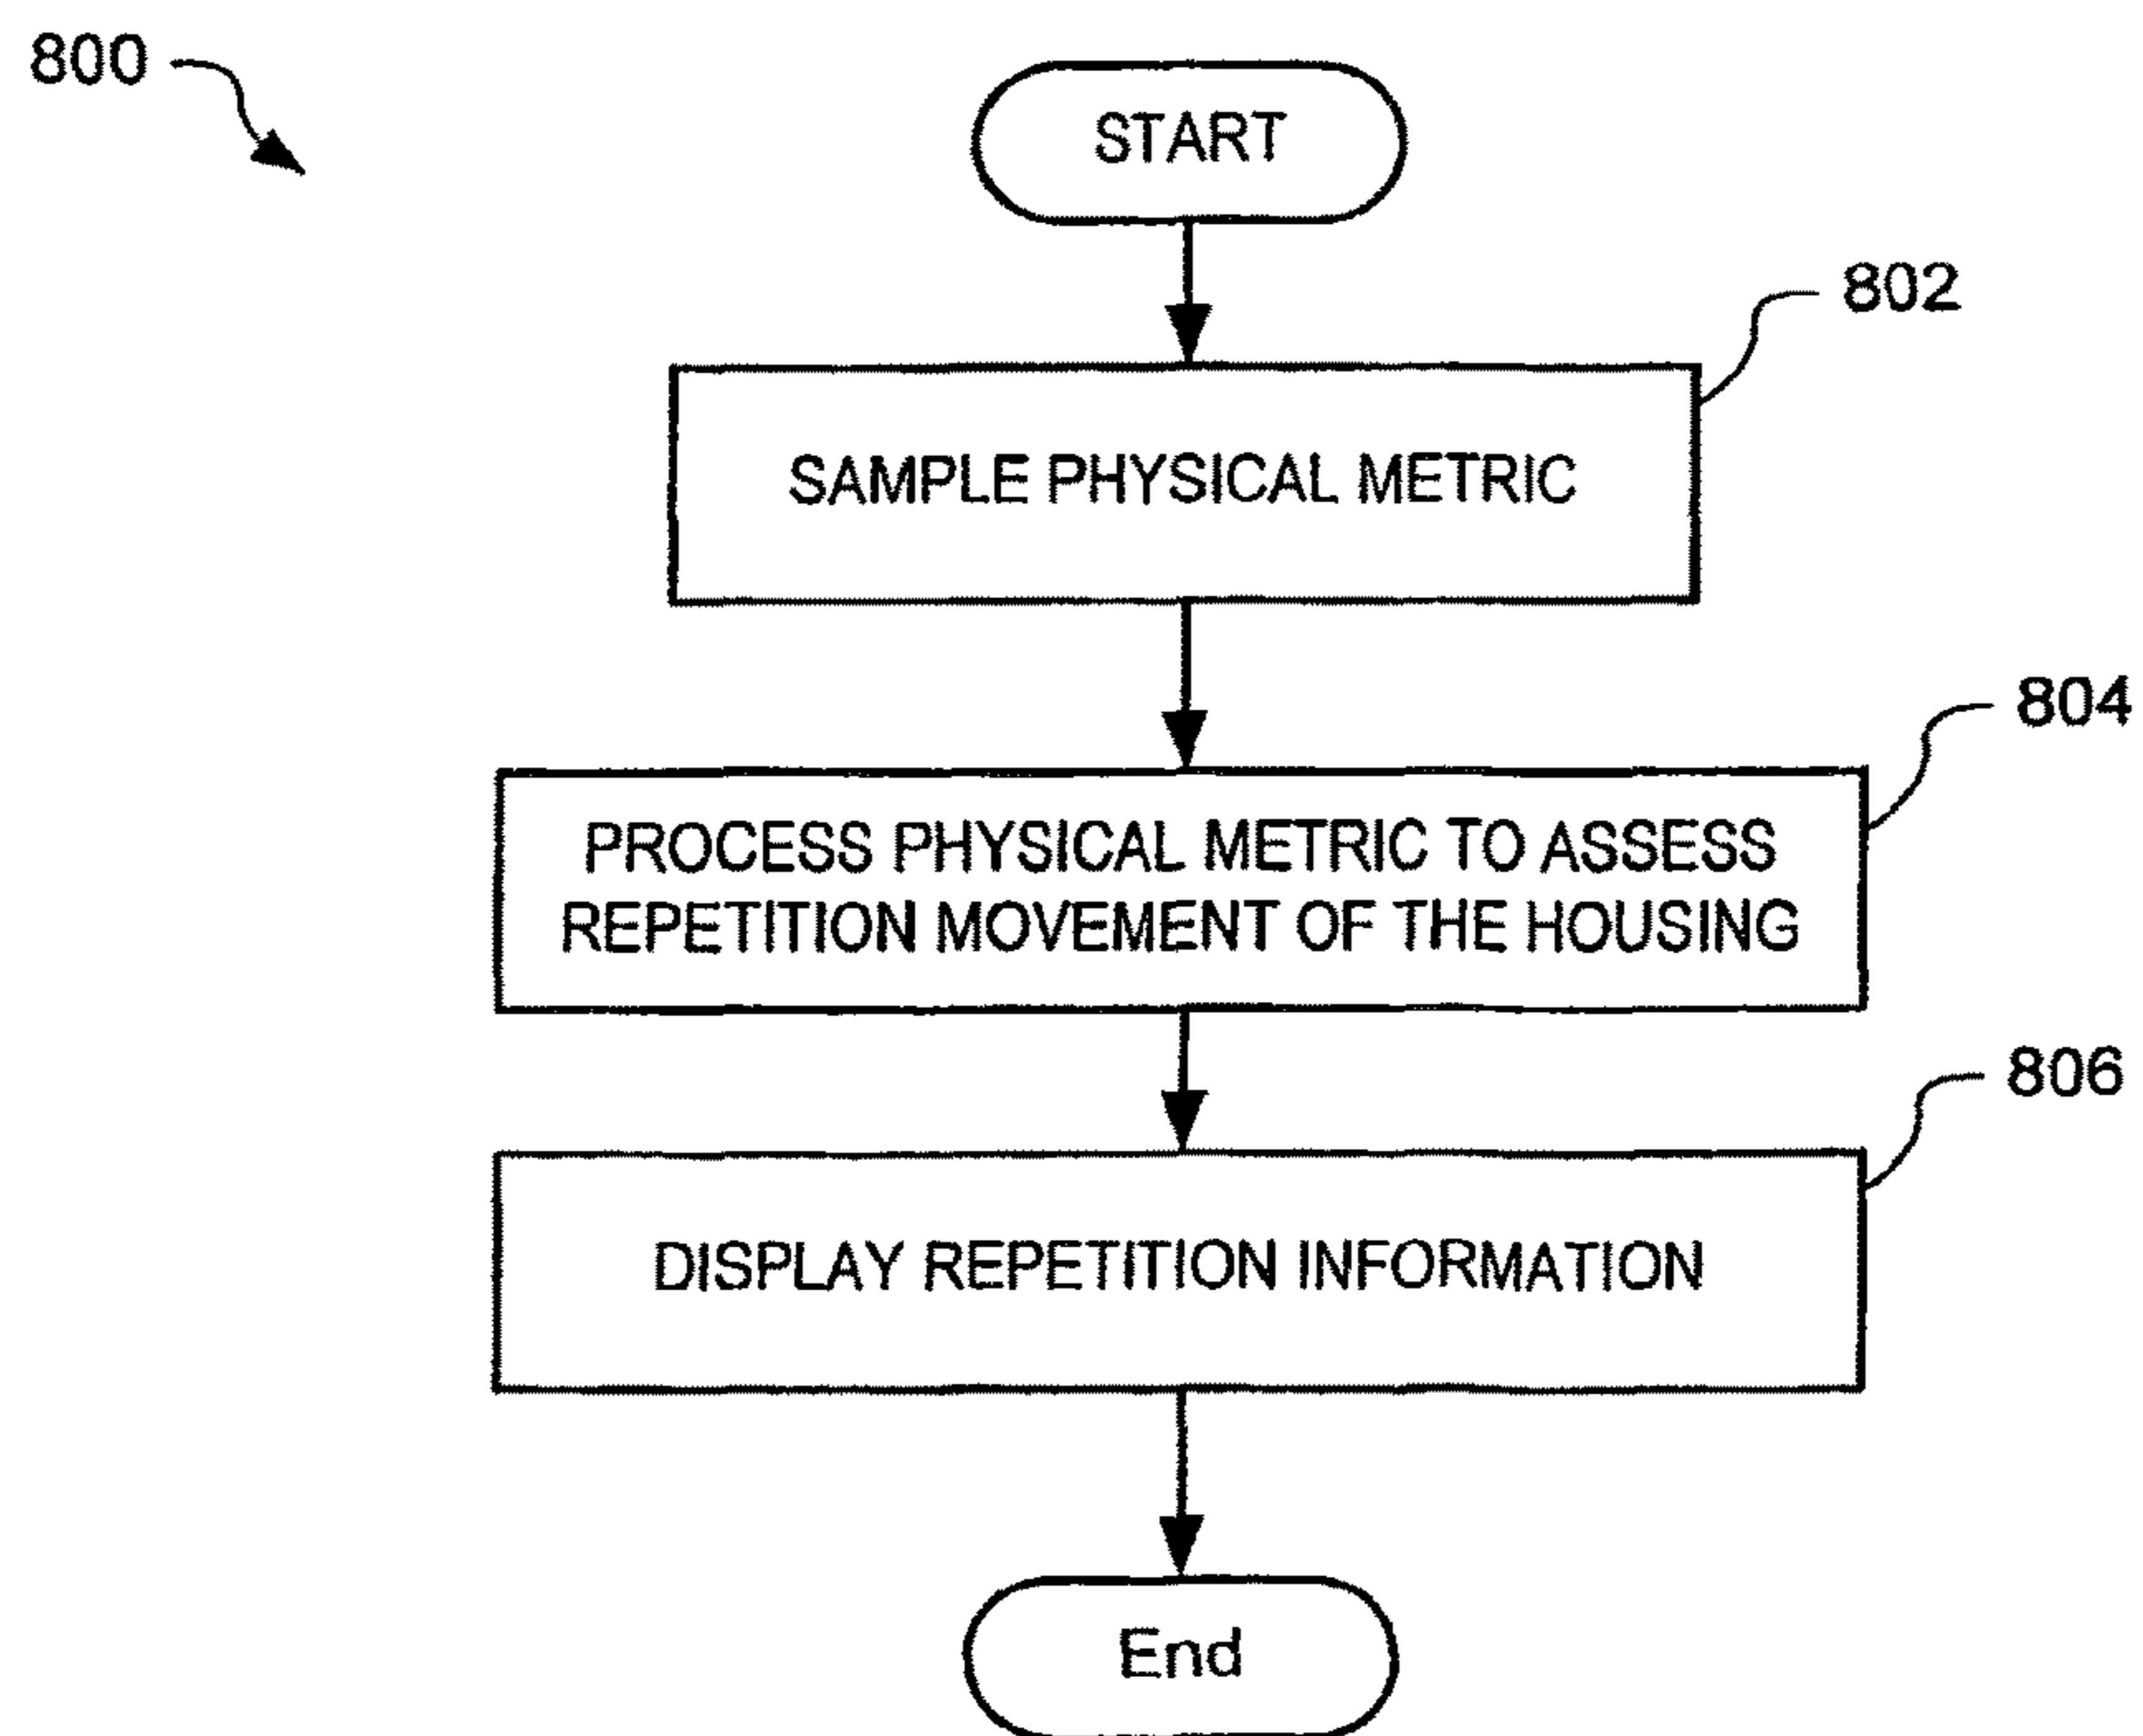 800
START
802
SAMPLE PHYSICAL METRIC
804
PROCESS PHYSICAL METRIC TO ASSESS
REPETITION MOVEMENT OF THE HOUSING
806
DISPLAY REPETITION INFORMATION
End